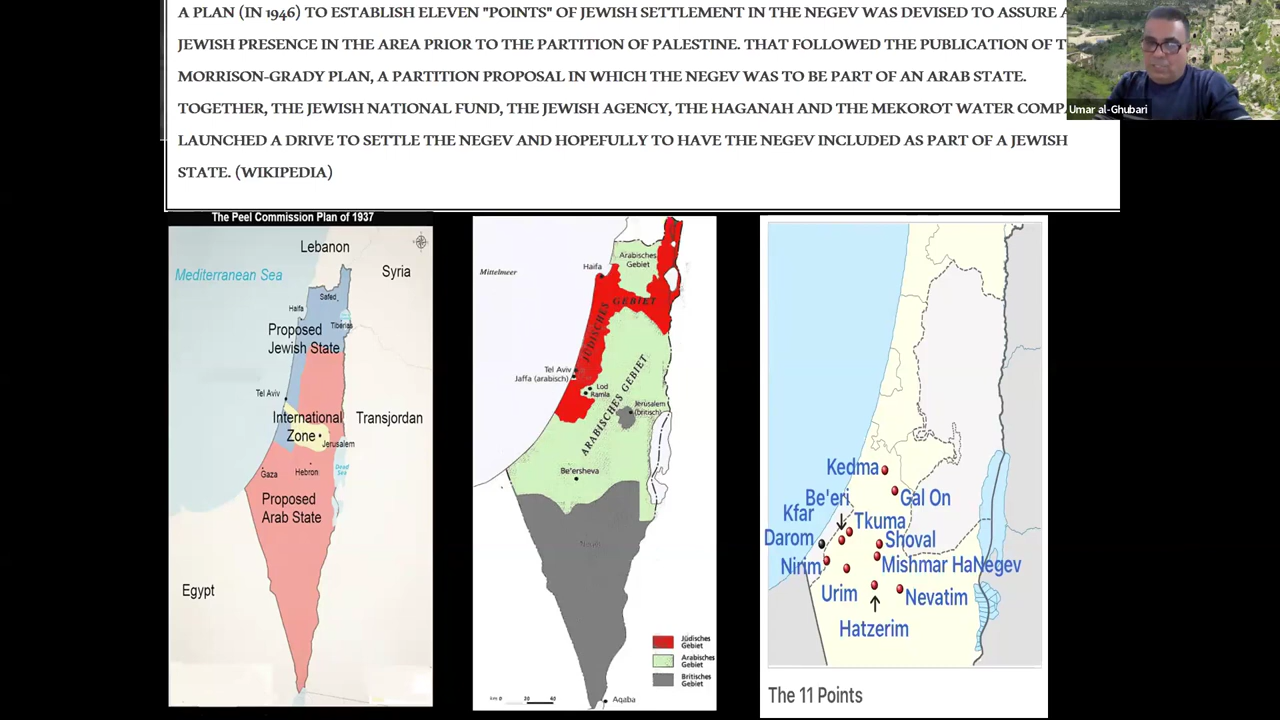 A PLAN (IN 1946) TO ESTABLISH ELEVEN "POINTS" OF JEWISH SETTLEMENT IN THE NEGEV WAS DEVISED TO ASSURE A
JEWISH PRESENCE IN THE AREA PRIOR TO THE PARTITION OF PALESTINE. THAT FOLLOWED THE PUBLICATION OF T
MORRISON-GRADY PLAN, A PARTITION PROPOSAL IN WHICH THE NEGEV WAS TO BE PART OF AN ARAB STATE.
TOGETHER, THE JEWISH NATIONAL FUND, THE JEWISH AGENCY, THE HAGANAH AND THE MEKOROT WATER COMP
LAUNCHED A DRIVE TO SETTLE THE NEGEV AND HOPEFULLY TO HAVE THE NEGEV INCLUDED AS PART OF A JEWISH
STATE. (WIKIPEDIA)
Umar al-Ghubari
The Peel Commission Plan of 1937
Lebanon
Mediterranean Sea
Syria
Safed
Haifa
Tiberias
Proposed
Jewish State
Tel Aviv
International
Zone
Jerusalem
Transjordan
Gaza
Hebron
Dead
Sea
Proposed
Arab State
Egypt
Mittelmeer
Haifa
Arabisches
Gebiet
JÜDISCHES GEBIET
Tel Aviv
Jaffa (arabisch)
Lod
Ramla
Jerusalem
(britisch)
ARABISCHES GEBIET
Be'ersheva
Jüdisches
Gebiet
Arabisches
Gebiet
Britisches
Gebiet
km 0 20 40
Aqaba
Kedma
Be'eri
Gal On
Kfar
Darom
Tkuma
Shoval
Nirim
Mishmar HaNegev
Urim
Nevatim
Hatzerim
The 11 Points